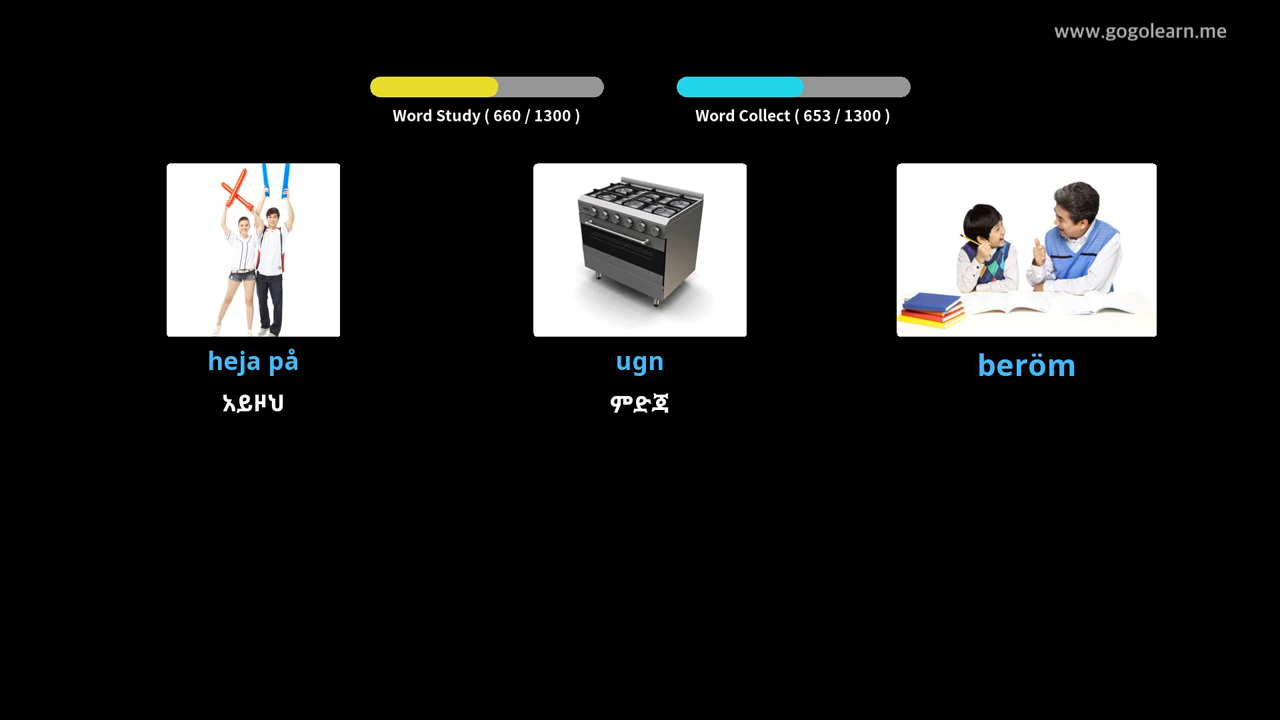 www.gogolearn.me
Word Study ( 660 / 1300 )
Word Collect ( 653 / 1300 )
heja på
ugn
beröm
አይዞህ
ምድጃ